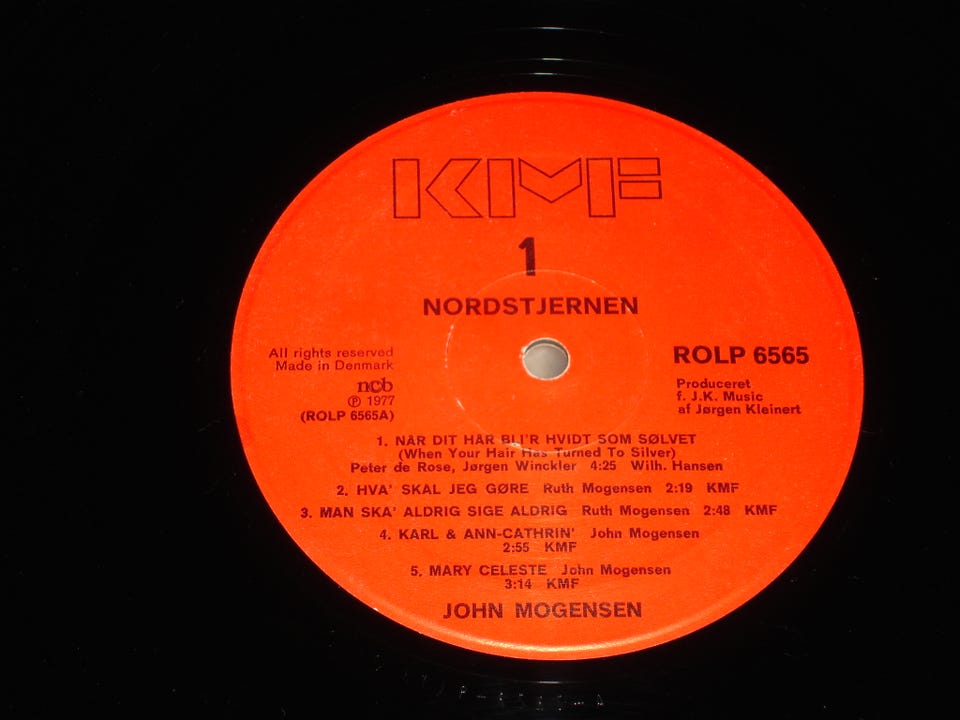 KMF
1
NORDSTJERNEN
All rights reserved
Made in Denmark
ncb
℗ 1977
(ROLP 6565A)
ROLP 6565
Produceret
f. J.K. Music
af Jørgen Kleinert
1. NÅR DIT HÅR BLI'R HVIDT SOM SØLVET
(When Your Hair Has Turned To Silver)
Peter de Rose, Jørgen Winckler 4:25 Wilh. Hansen
2. HVA' SKAL JEG GØRE Ruth Mogensen 2:19 KMF
3. MAN SKA' ALDRIG SIGE ALDRIG Ruth Mogensen 2:48 KMF
4. KARL & ANN-CATHRIN' John Mogensen
2:55 KMF
5. MARY CELESTE John Mogensen
3:14 KMF
JOHN MOGENSEN